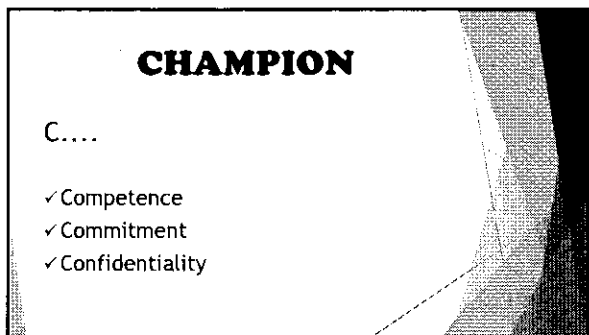 CHAMPION
C....
✓Competence
✓Commitment
✓Confidentiality